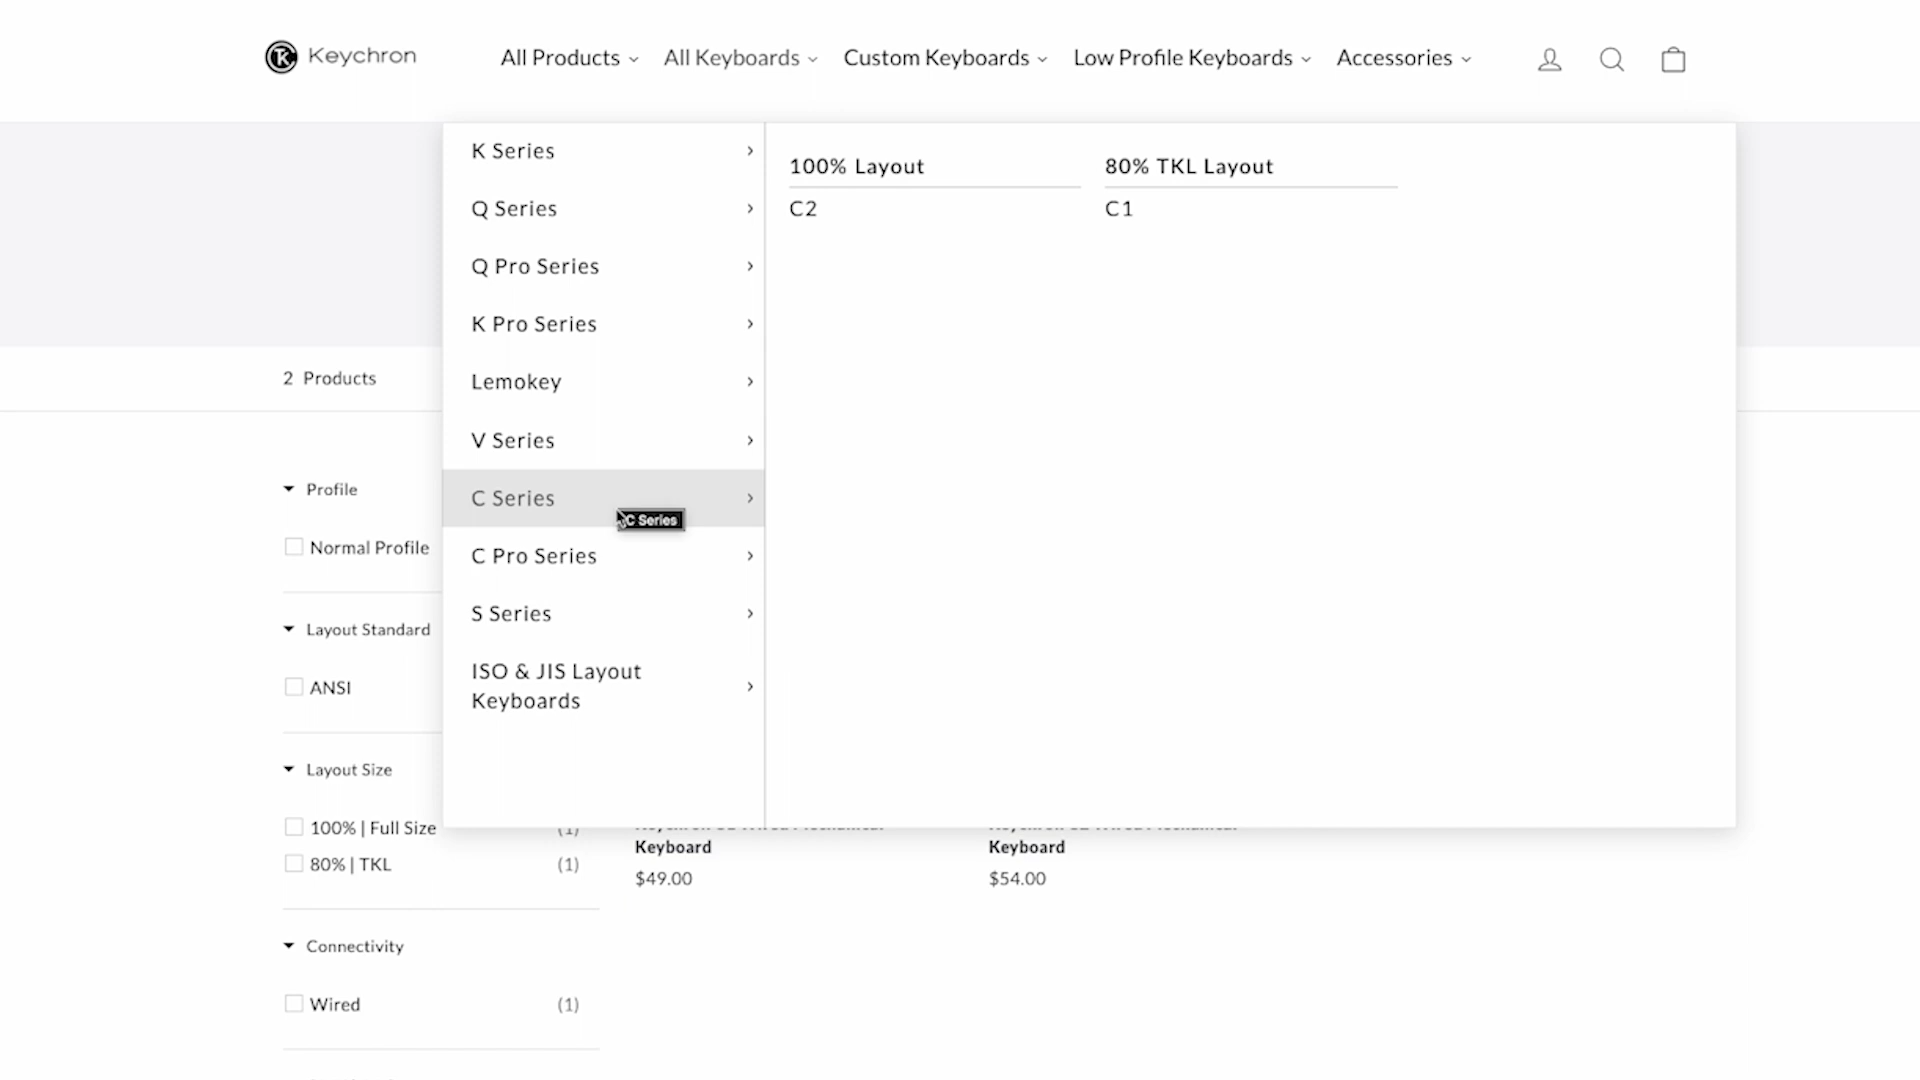 Keychron
All Products
All Keyboards
Custom Keyboards
Low Profile Keyboards
Accessories
K Series
Q Series
Q Pro Series
K Pro Series
Lemokey
V Series
C Series
C Series
C Pro Series
S Series
ISO & JIS Layout
Keyboards
100% Layout
C2
80% TKL Layout
C1
2 Products
Profile
Normal Profile
Layout Standard
ANSI
Layout Size
100% | Full Size (1)
80% | TKL (1)
Connectivity
Wired (1)
Keyboard
$49.00
Keyboard
$54.00